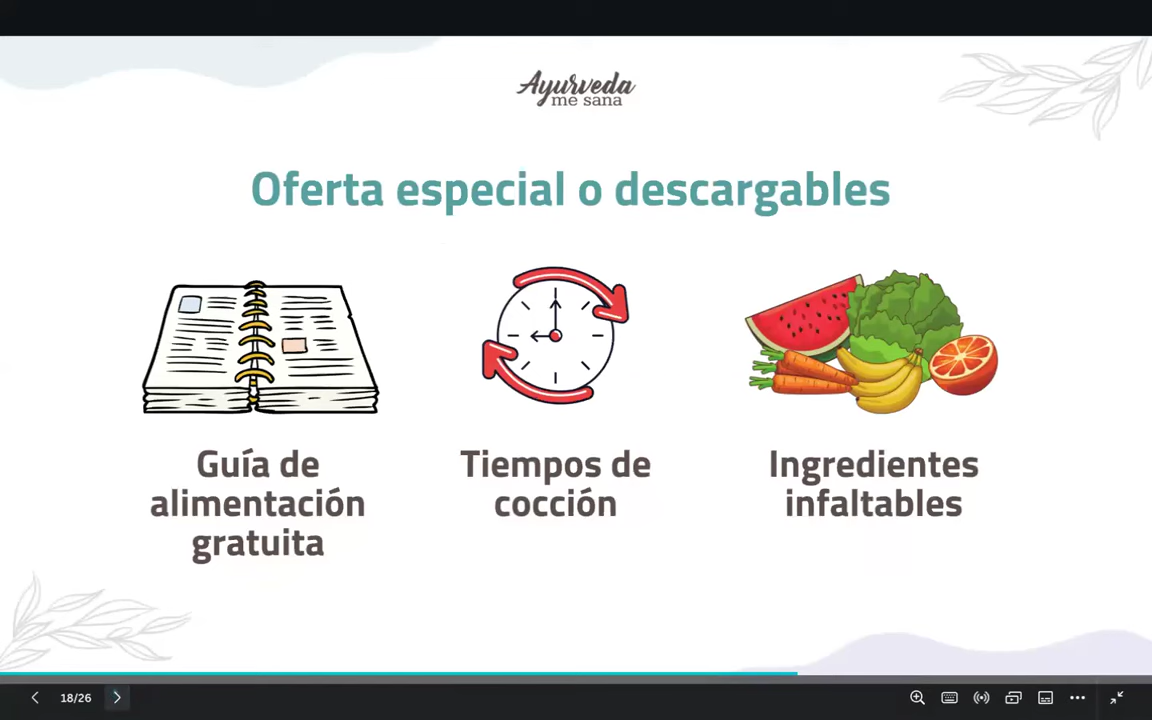 Ayurveda
me sana
Oferta especial o descargables
Guía de
alimentación
gratuita
Tiempos de
cocción
Ingredientes
infaltables
18/26